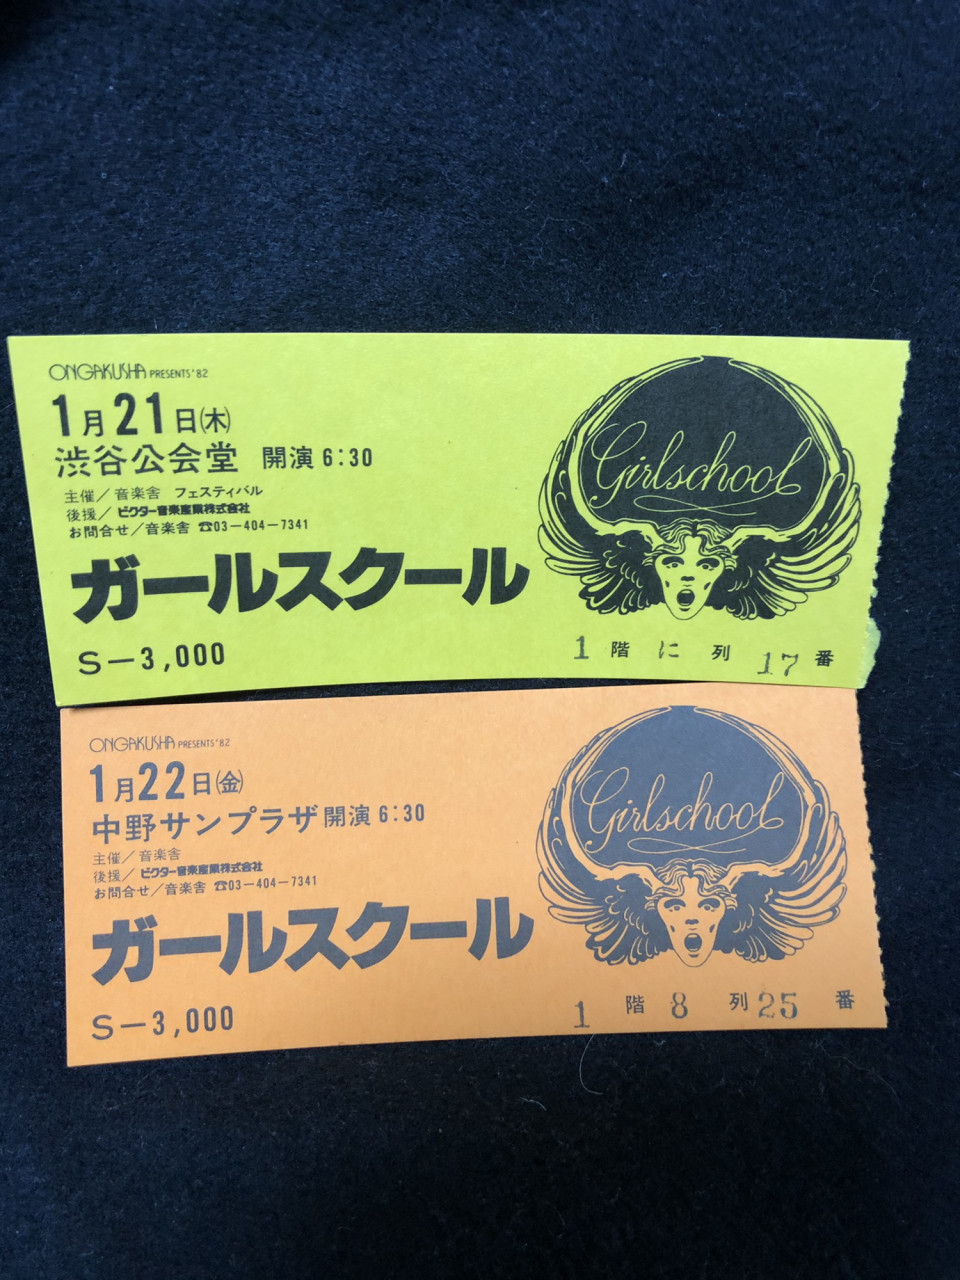 ONGAKUSHA PRESENTS'82
1月21日(木)
渋谷公会堂 開演6:30
主催/音楽舎 フェスティバル
後援/ビクター音楽産業株式会社
お問合せ/音楽舎 ☎03-404-7341
ガールスクール
S-3,000
Girlschool
1階に列17番
ONGAKUSHA PRESENTS'82
1月22日(金)
中野サンプラザ 開演6:30
主催/音楽舎
後援/ビクター音楽産業株式会社
お問合せ/音楽舎 ☎03-404-7341
ガールスクール
S-3,000
Girlschool
1階8列25番